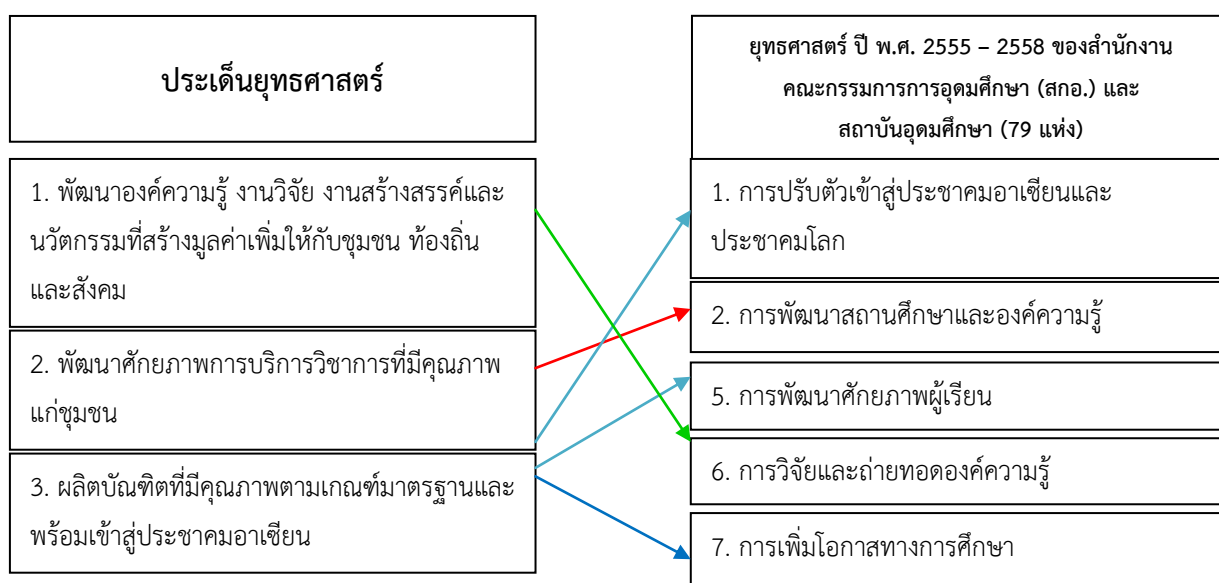 ประเด็นยุทธศาสตร์
ยุทธศาสตร์ ปี พ.ศ. 2555 – 2558 ของสำนักงาน
คณะกรรมการการอุดมศึกษา (สกอ.) และ
สถาบันอุดมศึกษา (79 แห่ง)
1. พัฒนาองค์ความรู้ งานวิจัย งานสร้างสรรค์และ
นวัตกรรมที่สร้างมูลค่าเพิ่มให้กับชุมชน ท้องถิ่น
และสังคม
2. พัฒนาศักยภาพการบริการวิชาการที่มีคุณภาพ
แก่ชุมชน
3. ผลิตบัณฑิตที่มีคุณภาพตามเกณฑ์มาตรฐานและ
พร้อมเข้าสู่ประชาคมอาเซียน
1. การปรับตัวเข้าสู่ประชาคมอาเซียนและ
ประชาคมโลก
2. การพัฒนาสถานศึกษาและองค์ความรู้
5. การพัฒนาศักยภาพผู้เรียน
6. การวิจัยและถ่ายทอดองค์ความรู้
7. การเพิ่มโอกาสทางการศึกษา